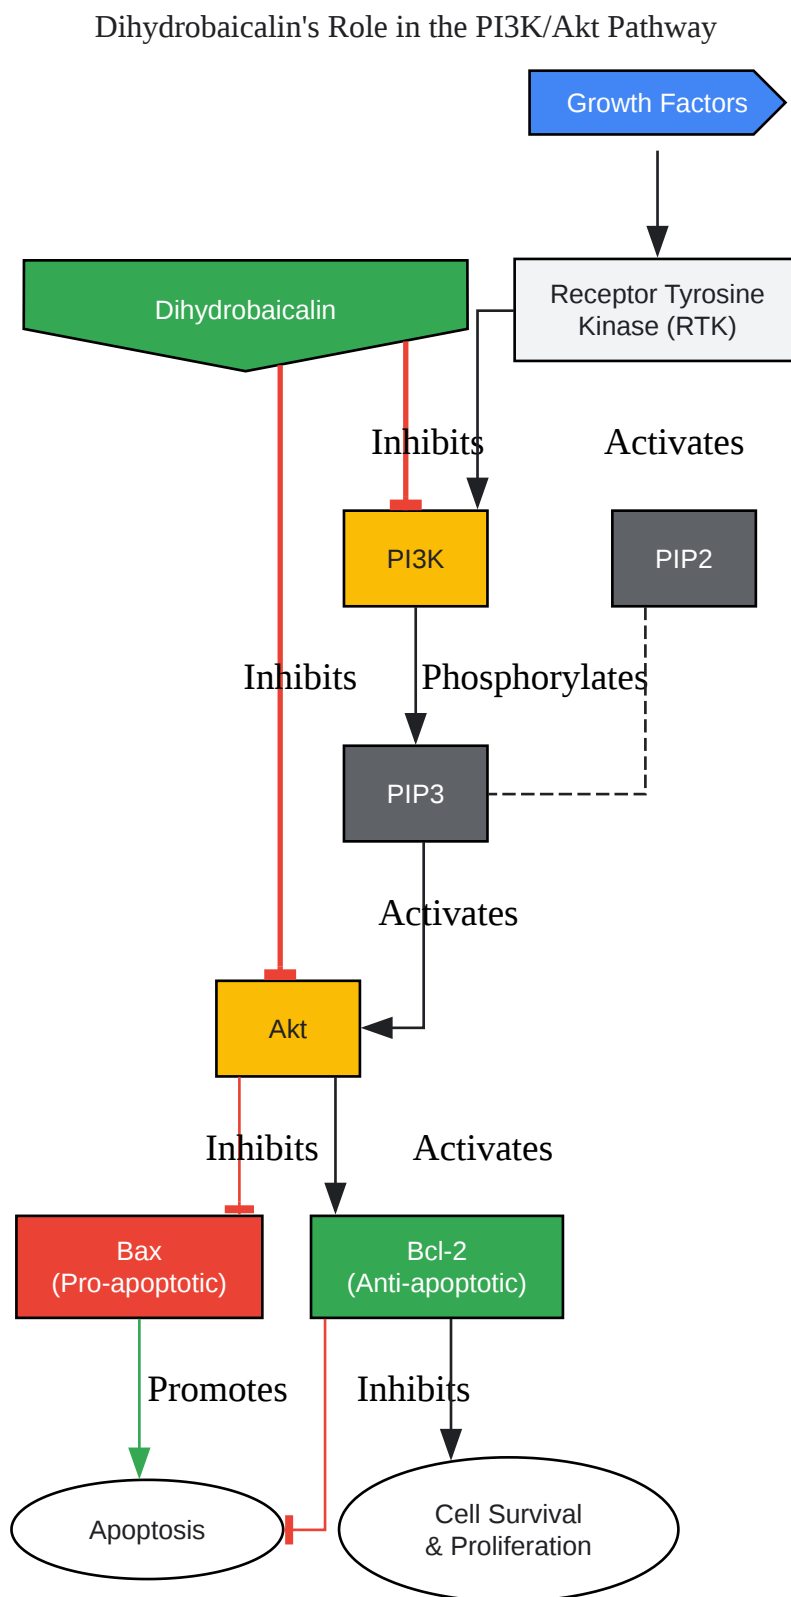 Dihydrobaicalin's Role in the PI3K/Akt Pathway
Growth Factors
Dihydrobaicalin
Receptor Tyrosine
Kinase (RTK)
Inhibits
Activates
PI3K
PIP2
Inhibits
Phosphorylates
PIP3
Activates
Akt
Inhibits
Activates
Bax
(Pro-apoptotic)
Bcl-2
(Anti-apoptotic)
Promotes
Inhibits
Apoptosis
Cell Survival
& Proliferation